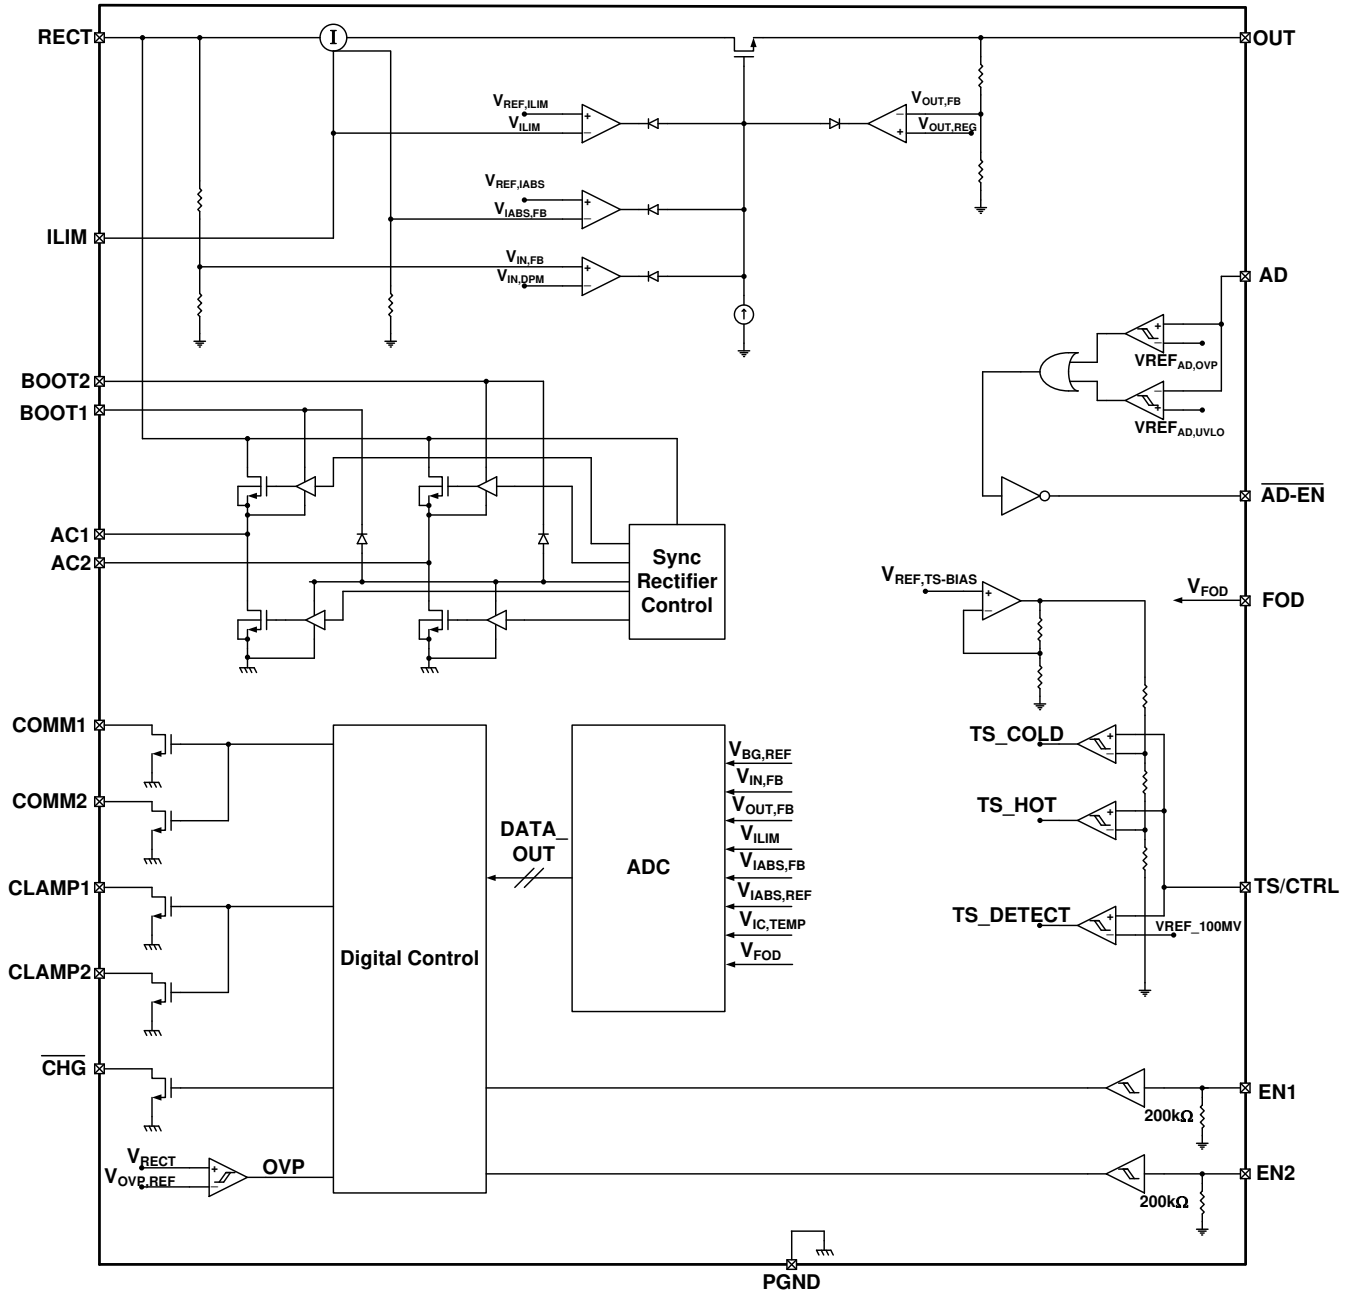 RECT
I
OUT
V_REF,ILIM
V_ILIM
V_OUT,FB
V_OUT,REG
V_REF,IABS
V_IABS,FB
ILIM
V_IN,FB
V_IN,DPM
AD
VREF_AD,OVP
VREF_AD,UVLO
BOOT2
BOOT1
AD-EN
AC1
AC2
Sync
Rectifier
Control
V_REF,TS-BIAS
V_FOD
FOD
COMM1
COMM2
CLAMP1
CLAMP2
CHG
Digital Control
DATA_
OUT
ADC
V_BG,REF
V_IN,FB
V_OUT,FB
V_ILIM
V_IABS,FB
V_IABS,REF
V_IC,TEMP
V_FOD
TS_COLD
TS_HOT
TS_DETECT
VREF_100MV
TS/CTRL
EN1
200kΩ
EN2
200kΩ
V_RECT
V_OVP,REF
OVP
PGND